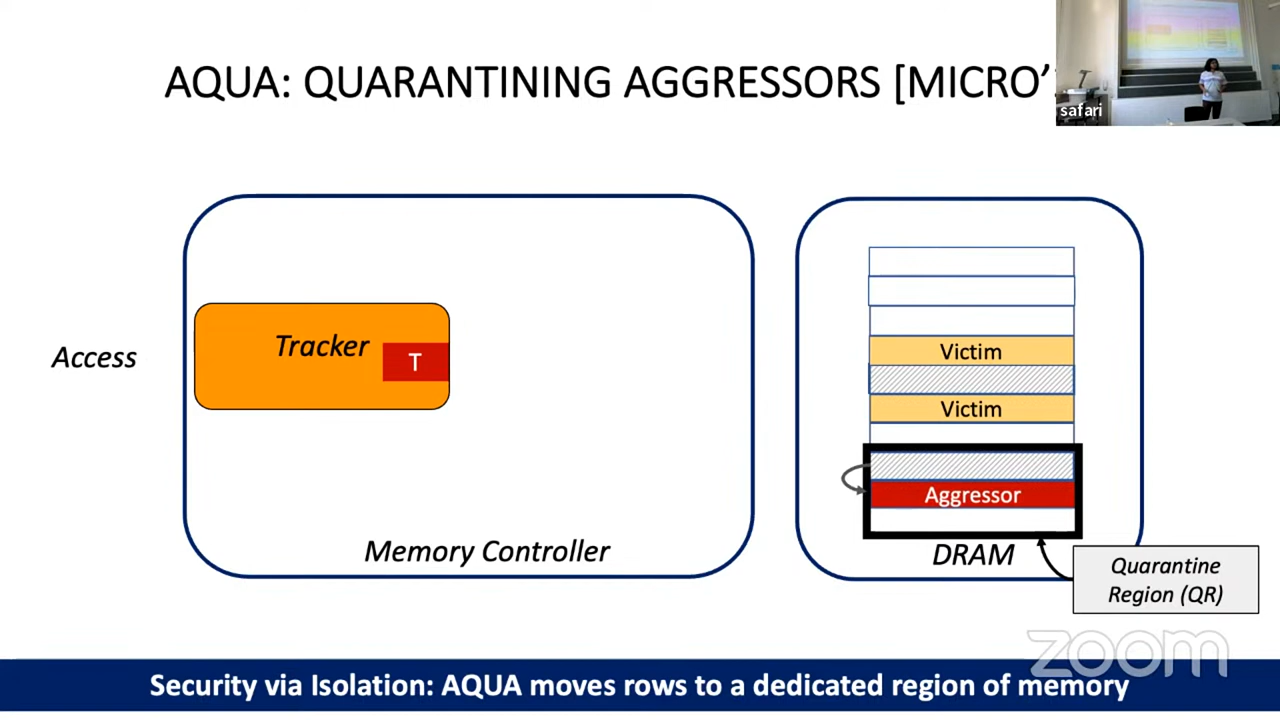 AQUA: QUARANTINING AGGRESSORS [MICRO'
safari
Access
Tracker
T
Memory Controller
Victim
Victim
Aggressor
DRAM
Quarantine
Region (QR)
zoom
Security via Isolation: AQUA moves rows to a dedicated region of memory